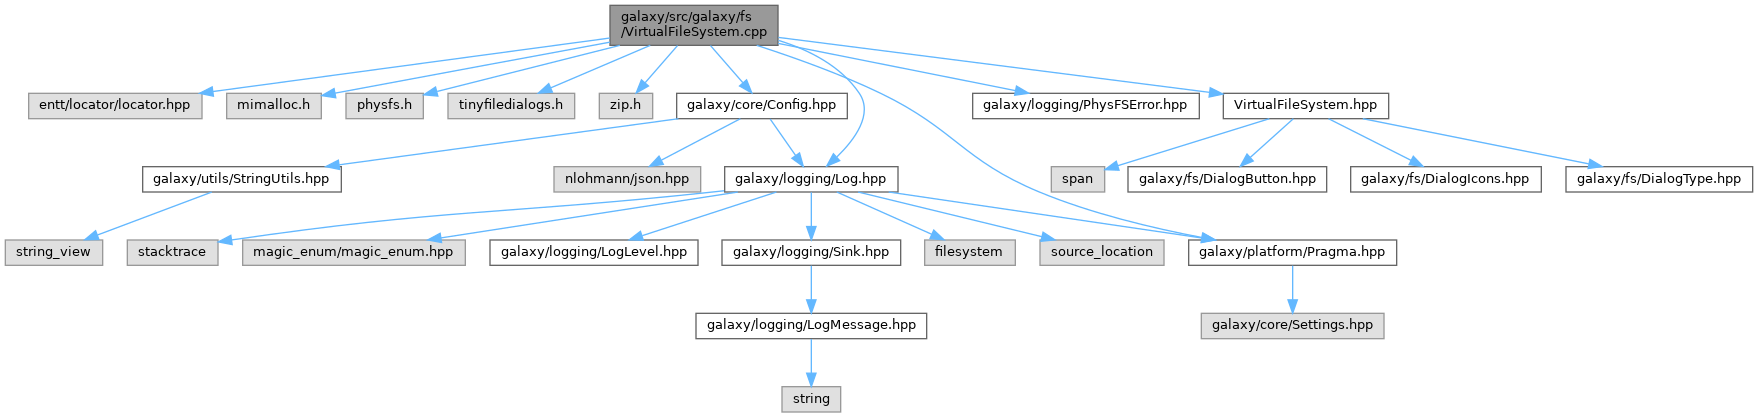 galaxy/src/galaxy/fs
/VirtualFileSystem.cpp
entt/locator/locator.hpp
mimalloc.h
physfs.h
tinyfiledialogs.h
zip.h
galaxy/core/Config.hpp
galaxy/logging/PhysFSError.hpp
VirtualFileSystem.hpp
galaxy/utils/StringUtils.hpp
nlohmann/json.hpp
galaxy/logging/Log.hpp
span
galaxy/fs/DialogButton.hpp
galaxy/fs/DialogIcons.hpp
galaxy/fs/DialogType.hpp
string_view
stacktrace
magic_enum/magic_enum.hpp
galaxy/logging/LogLevel.hpp
galaxy/logging/Sink.hpp
filesystem
source_location
galaxy/platform/Pragma.hpp
galaxy/logging/LogMessage.hpp
galaxy/core/Settings.hpp
string